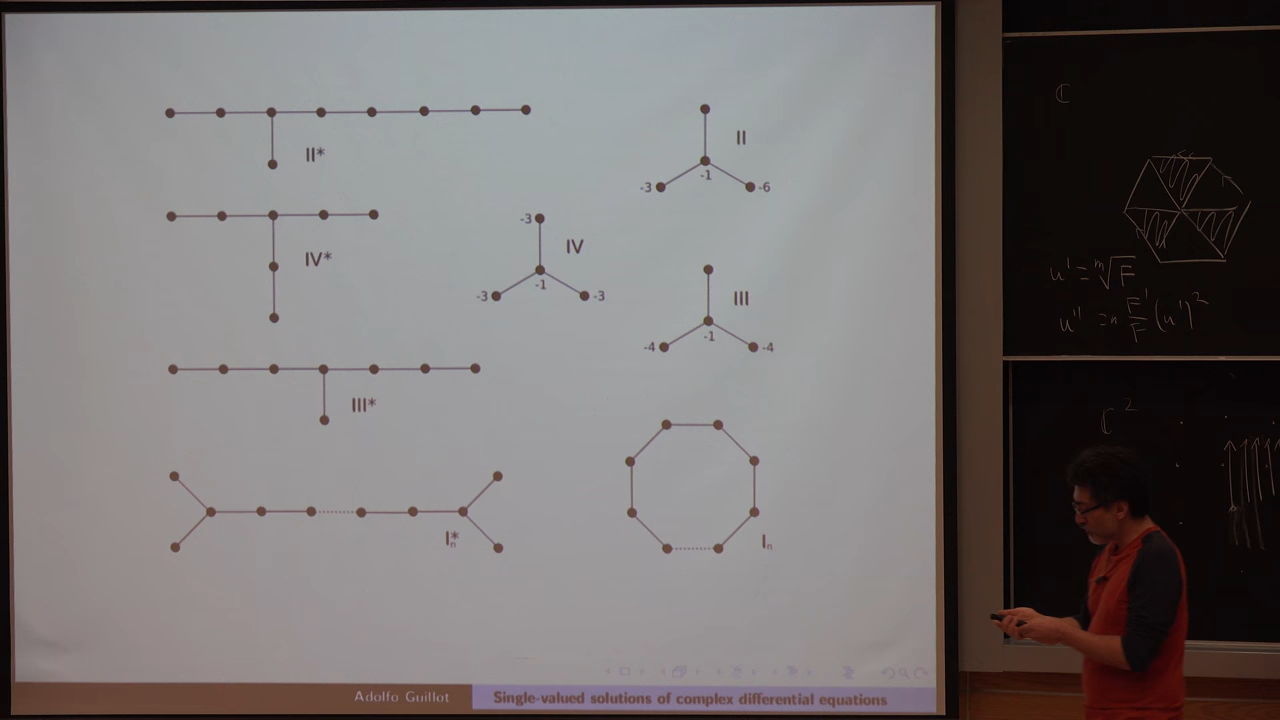 II*
II
-3
-1
-6
IV*
-3
IV
-3
-1
-3
III
-4
-1
-4
III*
I*n
In
Adolfo Guillot
Single-valued solutions of complex differential equations
ℂ
u' = ᵐ√F
u'' = n F'/F (u')²
ℂ²